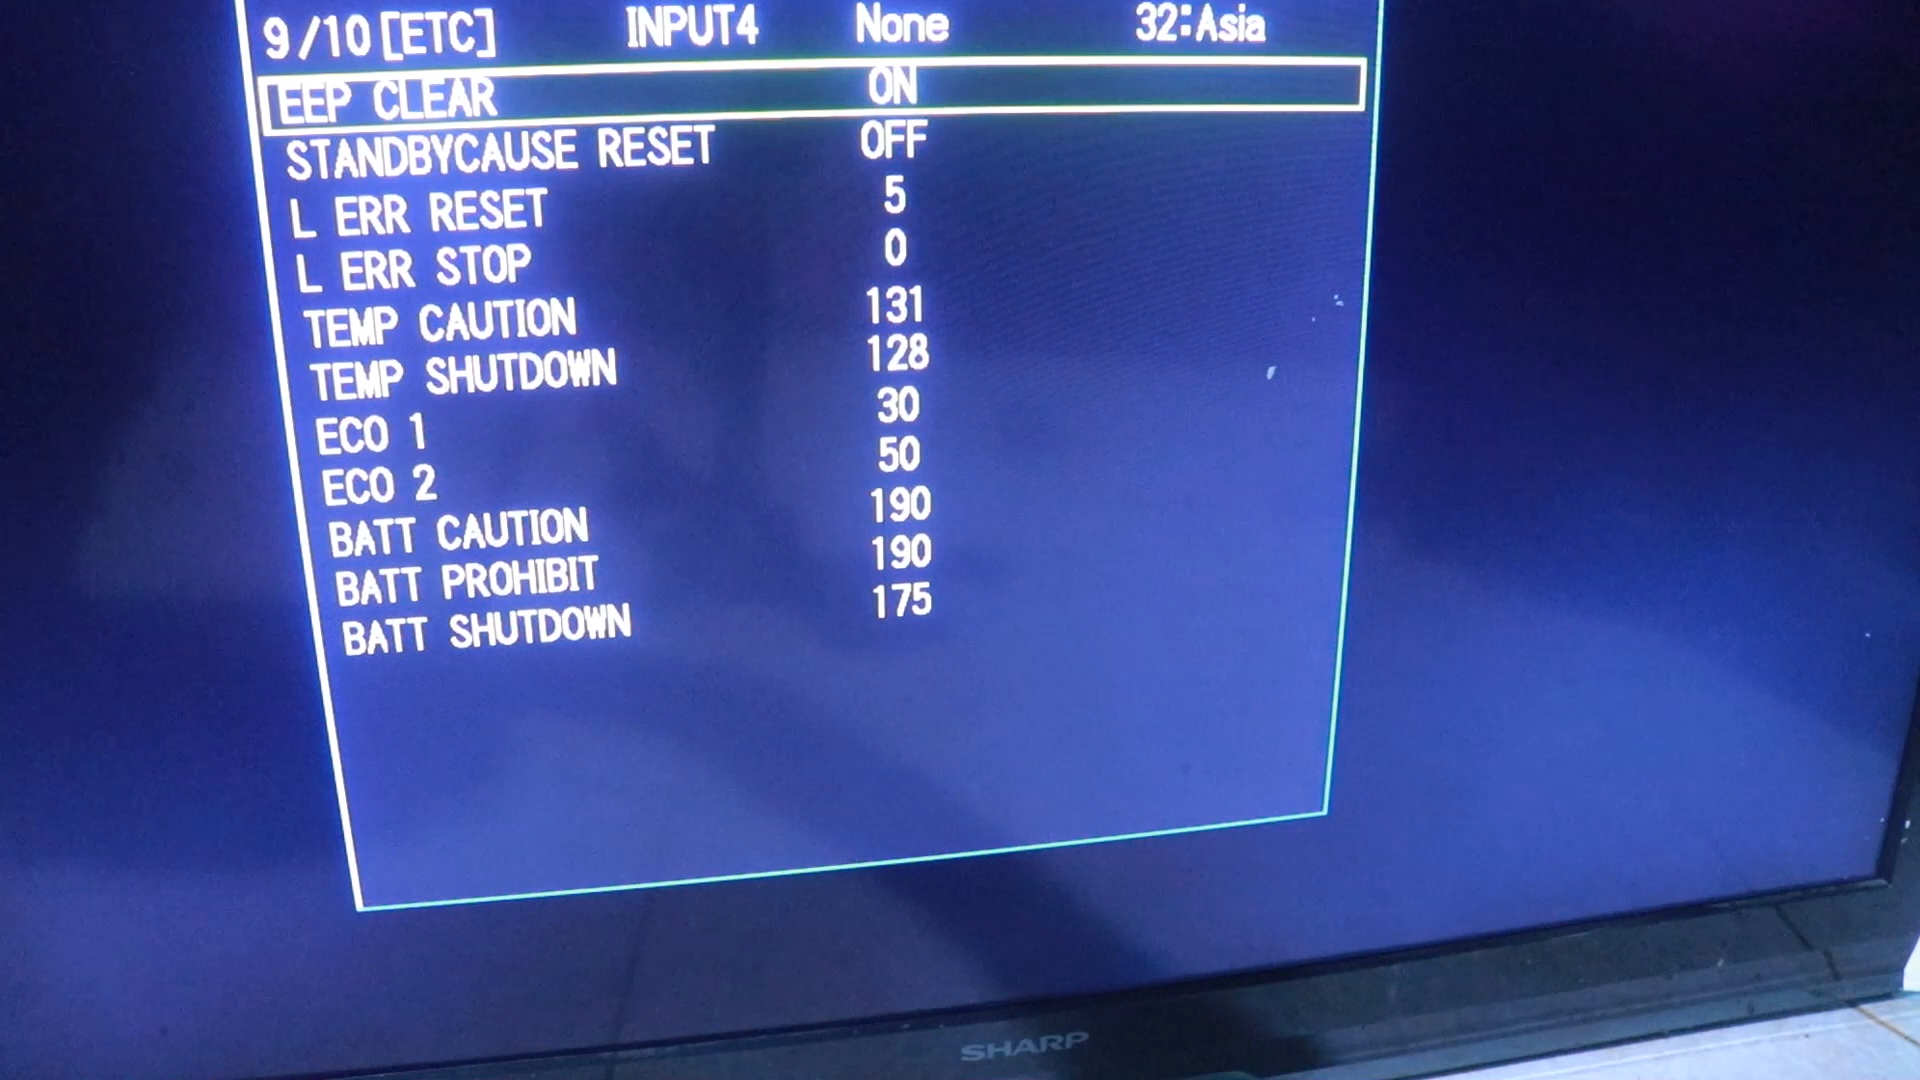 9/10[ETC] INPUT4 None 32:Asia
EEP CLEAR ON
STANDBYCAUSE RESET OFF
L ERR RESET 5
L ERR STOP 0
TEMP CAUTION 131
TEMP SHUTDOWN 128
ECO 1 30
ECO 2 50
BATT CAUTION 190
BATT PROHIBIT 190
BATT SHUTDOWN 175
SHARP